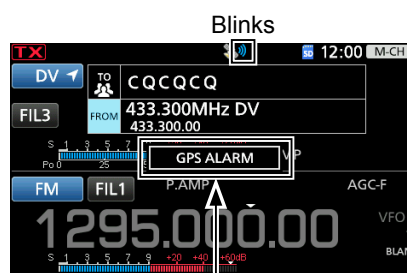 Blinks
TX 12:00 M-CH
DV TO CQCQCQ
FIL3 FROM 433.300MHz DV
433.300.00
S 1 3 5 7
Po 0 25
GPS ALARM
FM FIL1 P.AMP AGC-F
1295.000.00
VFO
BLAN
S 1 3 5 7 9 +20 +40 +60dB